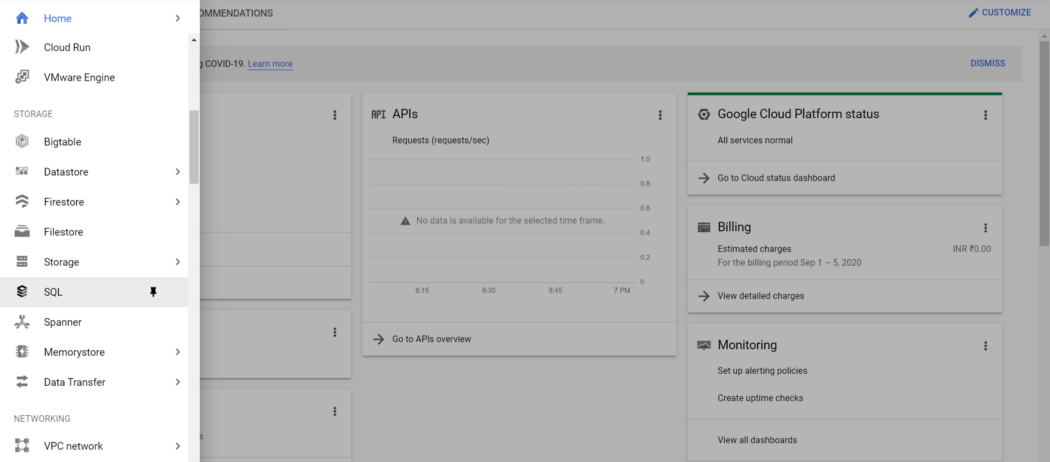 Home
Cloud Run
VMware Engine
STORAGE
Bigtable
Datastore
Firestore
Filestore
Storage
SQL
Spanner
Memorystore
Data Transfer
NETWORKING
VPC network
CUSTOMIZE
COVID-19. Learn more
DISMISS
API APIs
Requests (requests/sec)
1.0
0.8
0.6
No data is available for the selected time frame.
0.4
0.2
0
6:15 6:30 6:45 7 PM
Go to APIs overview
Google Cloud Platform status
All services normal
Go to Cloud status dashboard
Billing
Estimated charges INR ₹0.00
For the billing period Sep 1 – 5, 2020
View detailed charges
Monitoring
Set up alerting policies
Create uptime checks
View all dashboards